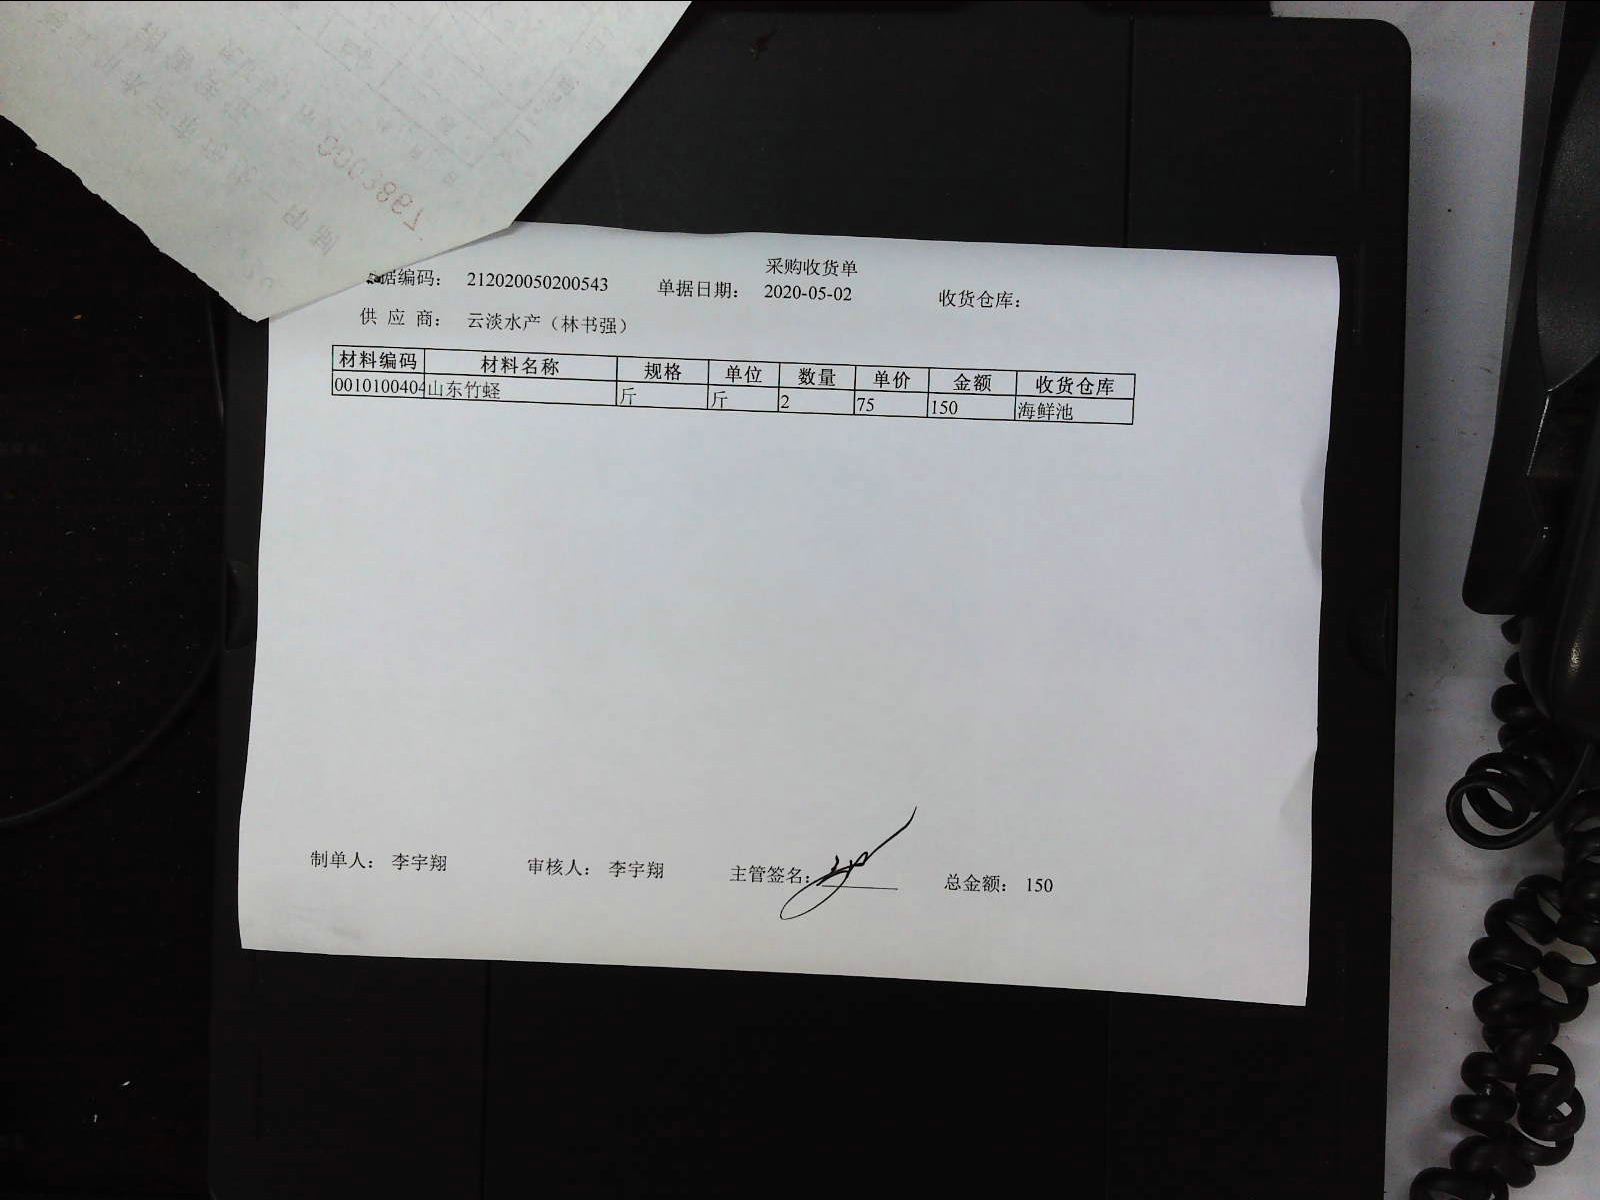 采购收货单
据编码： 212020050200543 单据日期： 2020-05-02 收货仓库：
供 应 商： 云淡水产（林书强）
材料编码 材料名称 规格 单位 数量 单价 金额 收货仓库
0010100404 山东竹蛏 斤 斤 2 75 150 海鲜池
制单人： 李宇翔 审核人： 李宇翔 主管签名： 总金额： 150